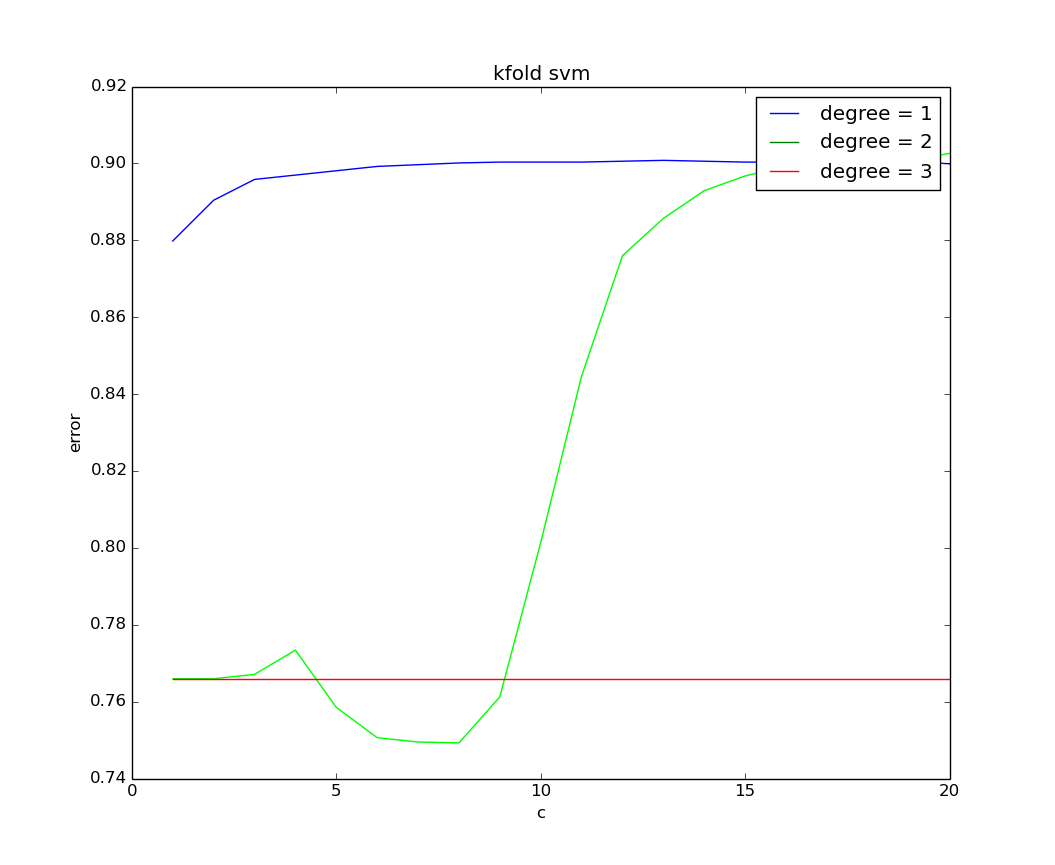 kfold svm
0.92
0.90
0.88
0.86
0.84
0.82
0.80
0.78
0.76
0.74
error
degree = 1
degree = 2
degree = 3
0 5 10 15 20
c